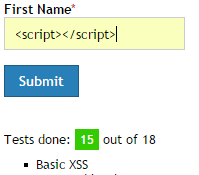 First Name*
<script></script>
Submit
Tests done: 15 out of 18
Basic XSS